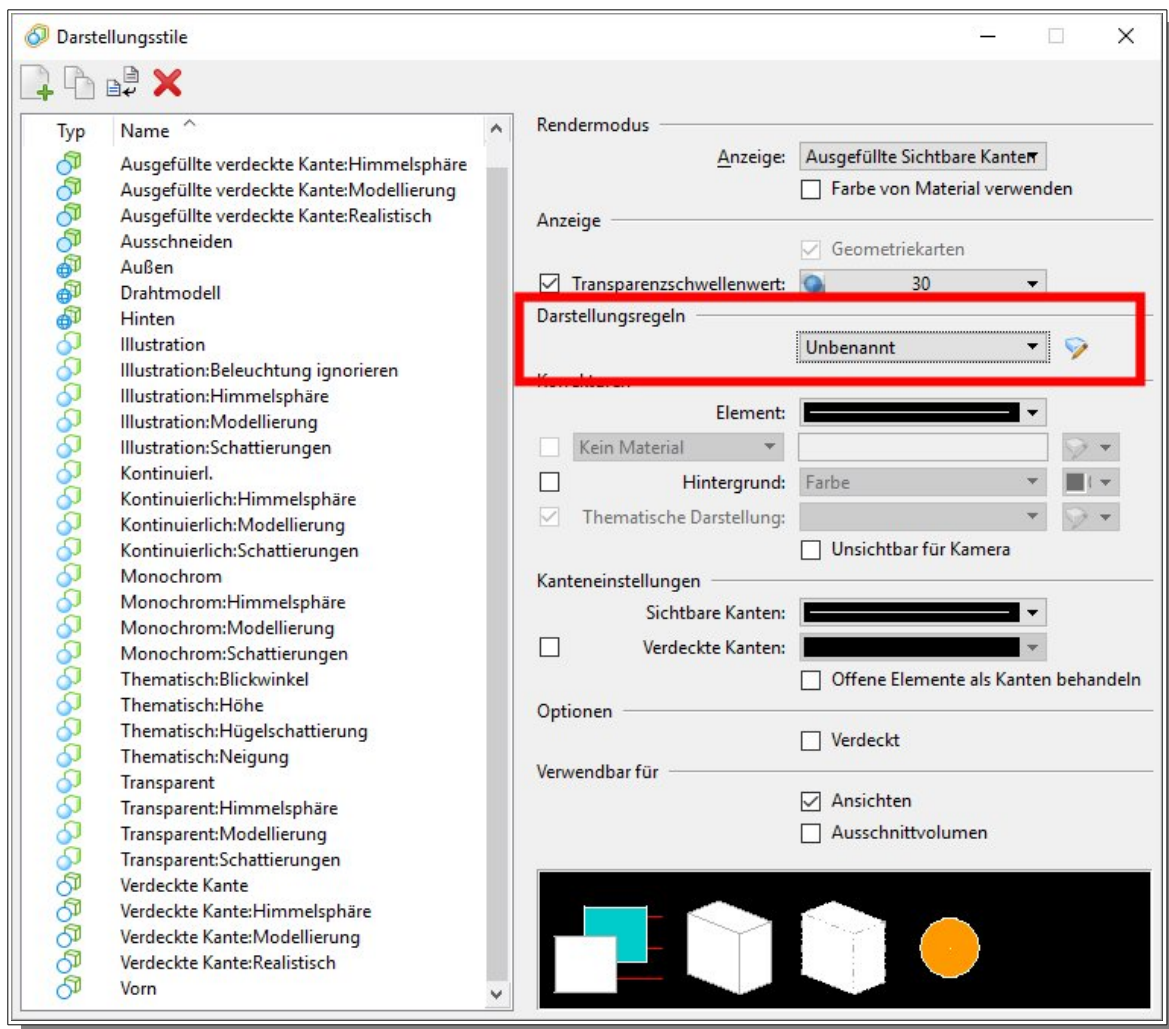 Darstellungsstile
Typ Name
Ausgefüllte verdeckte Kante:Himmelsphäre
Ausgefüllte verdeckte Kante:Modellierung
Ausgefüllte verdeckte Kante:Realistisch
Ausschneiden
Außen
Drahtmodell
Hinten
Illustration
Illustration:Beleuchtung ignorieren
Illustration:Himmelsphäre
Illustration:Modellierung
Illustration:Schattierungen
Kontinuierl.
Kontinuierlich:Himmelsphäre
Kontinuierlich:Modellierung
Kontinuierlich:Schattierungen
Monochrom
Monochrom:Himmelsphäre
Monochrom:Modellierung
Monochrom:Schattierungen
Thematisch:Blickwinkel
Thematisch:Höhe
Thematisch:Hügelschattierung
Thematisch:Neigung
Transparent
Transparent:Himmelsphäre
Transparent:Modellierung
Transparent:Schattierungen
Verdeckte Kante
Verdeckte Kante:Himmelsphäre
Verdeckte Kante:Modellierung
Verdeckte Kante:Realistisch
Vorn
Rendermodus
Anzeige: Ausgefüllte Sichtbare Kanten
Farbe von Material verwenden
Anzeige
Geometriekarten
Transparenzschwellenwert: 30
Darstellungsregeln
Unbenannt
Element:
Kein Material
Hintergrund: Farbe
Thematische Darstellung:
Unsichtbar für Kamera
Kanteneinstellungen
Sichtbare Kanten:
Verdeckte Kanten:
Offene Elemente als Kanten behandeln
Optionen
Verdeckt
Verwendbar für
Ansichten
Ausschnittvolumen